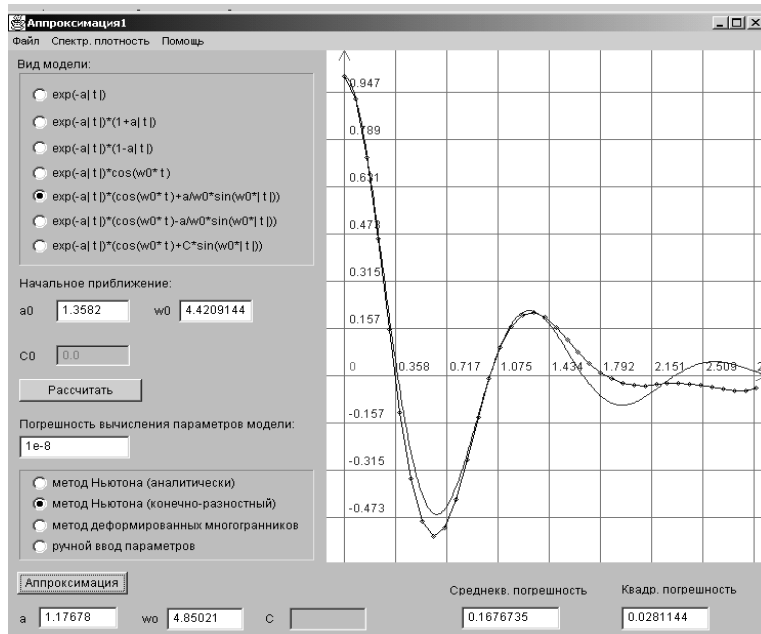 Аппроксимация1
Файл Спектр. плотность Помощь
Вид модели:
exp(-a| t |)
exp(-a| t |)*(1+a| t |)
exp(-a| t |)*(1-a| t |)
exp(-a| t |)*cos(w0* t )
exp(-a| t |)*(cos(w0* t )+a/w0*sin(w0*| t |))
exp(-a| t |)*(cos(w0* t )-a/w0*sin(w0*| t |))
exp(-a| t |)*(cos(w0* t )+C*sin(w0*| t |))
Начальное приближение:
a0 1.3582 w0 4.4209144
C0 0.0
Рассчитать
Погрешность вычисления параметров модели:
1e-8
метод Ньютона (аналитически)
метод Ньютона (конечно-разностный)
метод деформированных многогранников
ручной ввод параметров
Аппроксимация
a 1.17678 wo 4.85021 C
0.947
0.789
0.631
0.473
0.315
0.157
0 0.358 0.717 1.075 1.434 1.792 2.151 2.509
-0.157
-0.315
-0.473
Среднекв. погрешность Квадр. погрешность
0.1676735 0.0281144